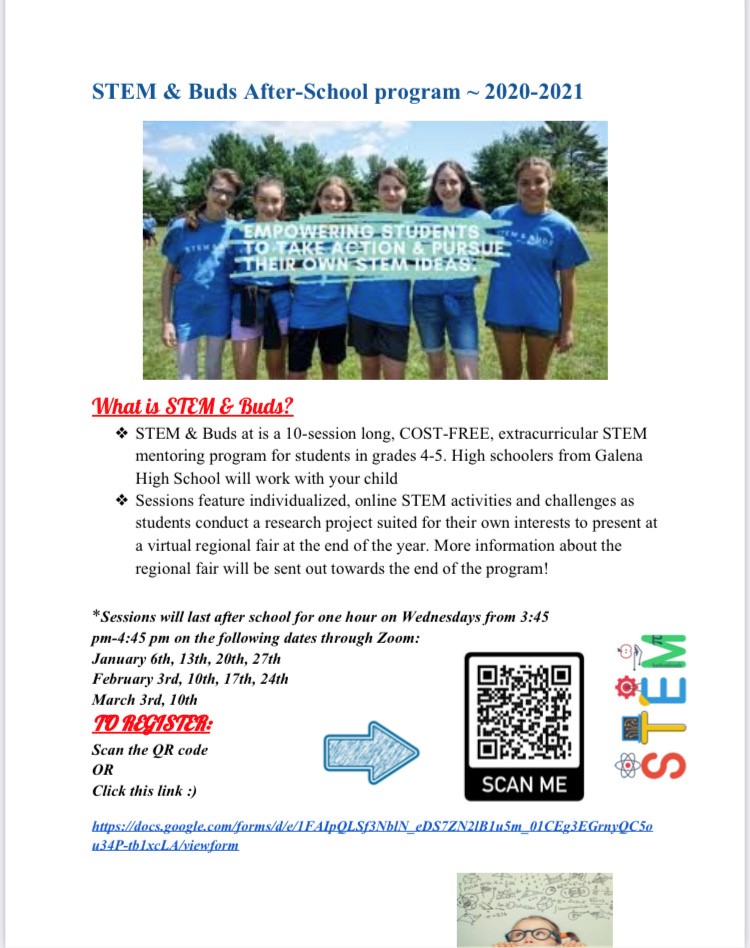 STEM & Buds After-School program ~ 2020-2021
STEM & BUDS
EMPOWERING STUDENTS
TO TAKE ACTION & PURSUE
THEIR OWN STEM IDEAS.
What is STEM & Buds?
❖ STEM & Buds at is a 10-session long, COST-FREE, extracurricular STEM
mentoring program for students in grades 4-5. High schoolers from Galena
High School will work with your child
❖ Sessions feature individualized, online STEM activities and challenges as
students conduct a research project suited for their own interests to present at
a virtual regional fair at the end of the year. More information about the
regional fair will be sent out towards the end of the program!
*Sessions will last after school for one hour on Wednesdays from 3:45
pm-4:45 pm on the following dates through Zoom:
January 6th, 13th, 20th, 27th
February 3rd, 10th, 17th, 24th
March 3rd, 10th
TO REGISTER:
Scan the QR code
OR
Click this link :)
SCAN ME
STEM
https://docs.google.com/forms/d/e/1FAIpQLSf3NblN_eDS7ZN2lB1u5m_01CEg3EGrnyQC5o
u34P-tb1xcLA/viewform